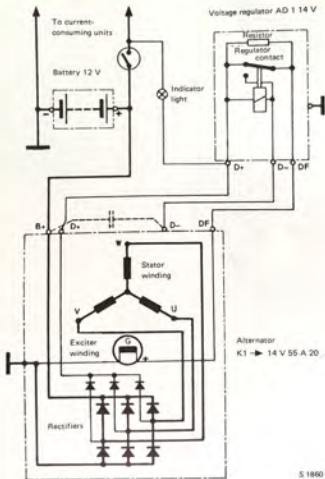 To current-
consuming units
Voltage regulator AD 1 14 V
Resistor
Regulator
contact
Battery 12 V
Indicator
light
−
+
D+
D−
DF
B+
D+
D−
DF
W
Stator
winding
V
U
Exciter
winding
G
+
Alternator
K1 → 14 V 55 A 20
Rectifiers
S 1860